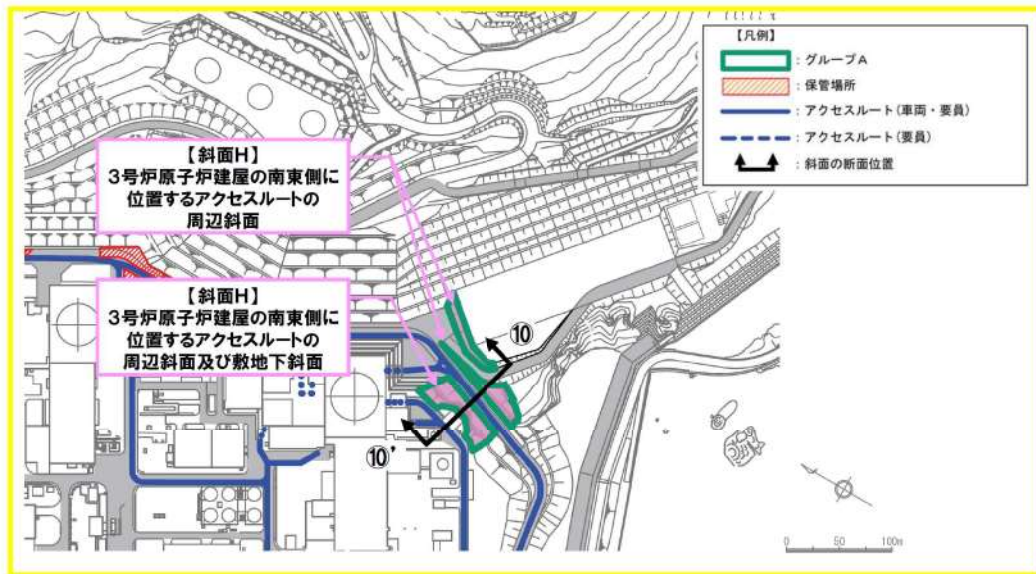 【凡例】
：グループA
：保管場所
：アクセスルート(車両・要員)
：アクセスルート(要員)
：斜面の断面位置
【斜面H】
3号炉原子炉建屋の南東側に
位置するアクセスルートの
周辺斜面
【斜面H】
3号炉原子炉建屋の南東側に
位置するアクセスルートの
周辺斜面及び敷地下斜面
⑩
⑩'
0 50 100m